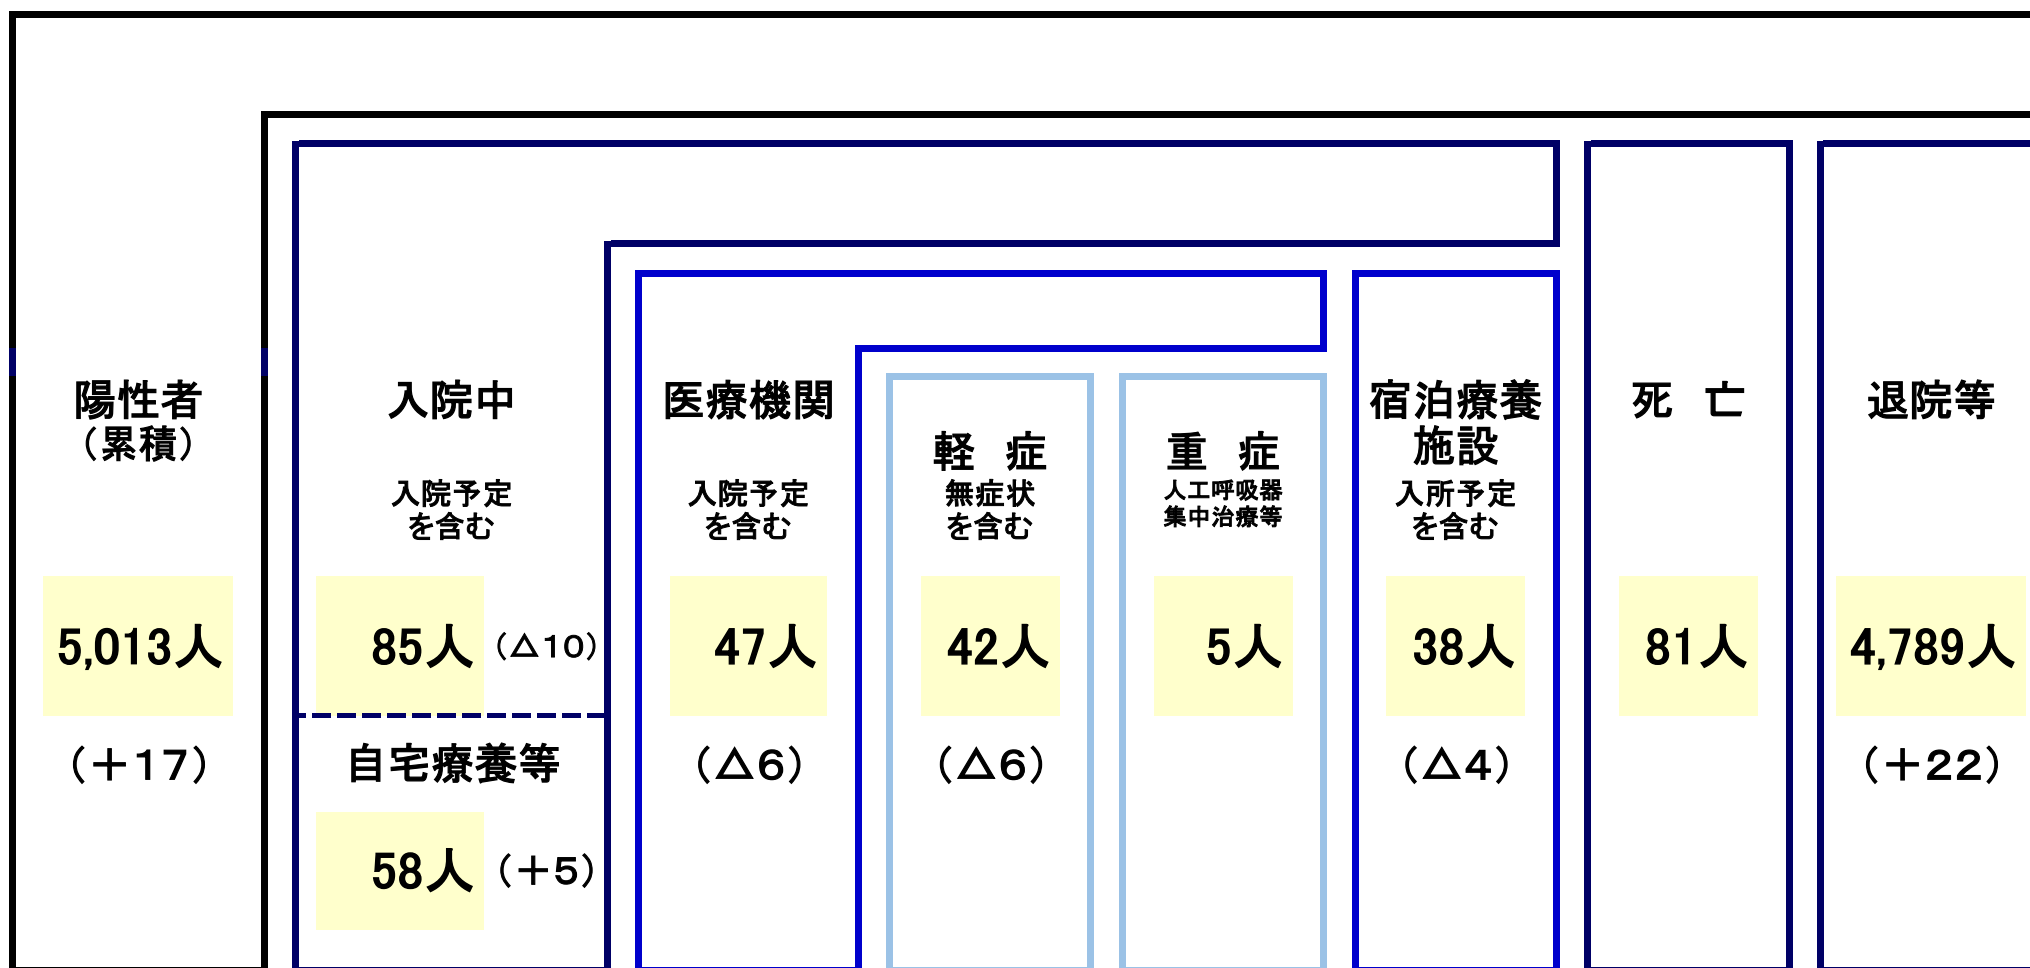 陽性者
（累積）
5,013人
（＋17）
入院中
入院予定
を含む
85人 （△10）
自宅療養等
58人 （＋5）
医療機関
入院予定
を含む
47人
（△6）
軽 症
無症状
を含む
42人
（△6）
重 症
人工呼吸器
集中治療等
5人
宿泊療養
施設
入所予定
を含む
38人
（△4）
死 亡
81人
退院等
4,789人
（＋22）